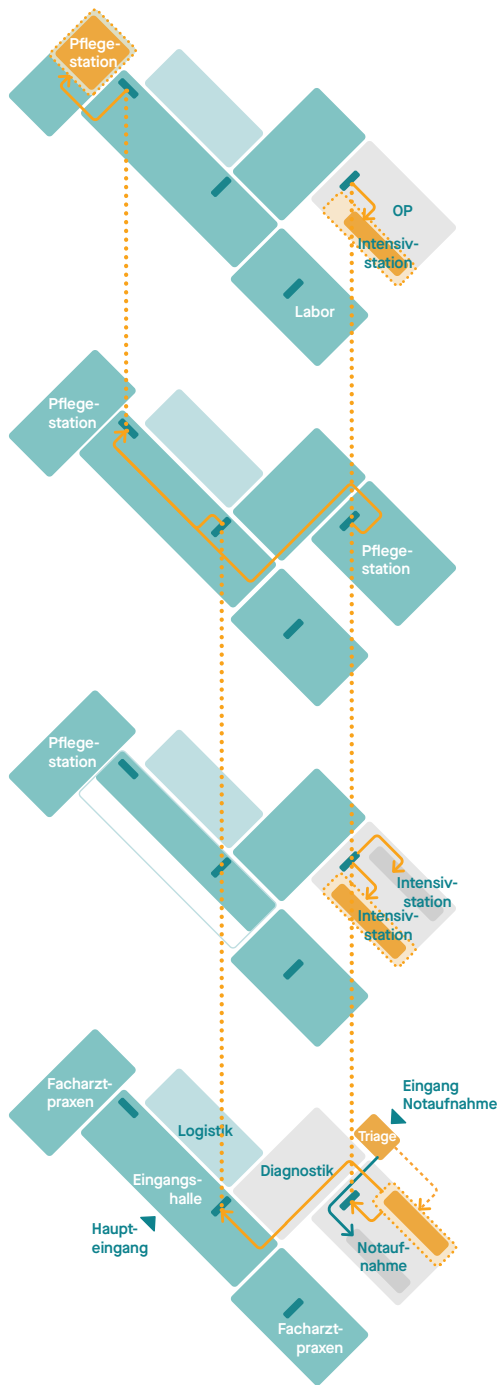 Pflege-
station
OP
Intensiv-
station
Labor
Pflege-
station
Pflege-
station
Pflege-
station
Intensiv-
station
Intensiv-
station
Eingang
Notaufnahme
Facharzt-
praxen
Logistik
Triage
Diagnostik
Eingangs-
halle
Haupt-
eingang
Notauf-
nahme
Facharzt-
praxen